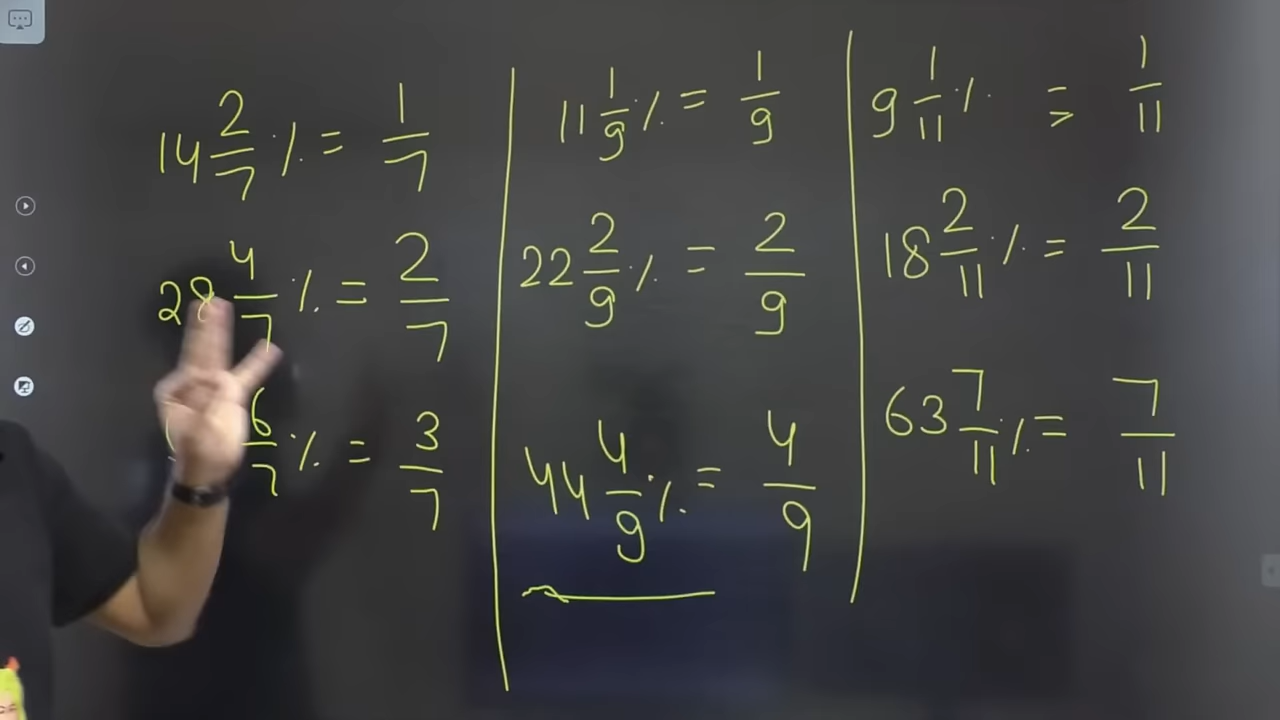 14 2/7 % = 1/7
28 4/7 % = 2/7
6/7 % = 3/7
11 1/9 % = 1/9
22 2/9 % = 2/9
44 4/9 % = 4/9
9 1/11 % = 1/11
18 2/11 % = 2/11
63 7/11 % = 7/11